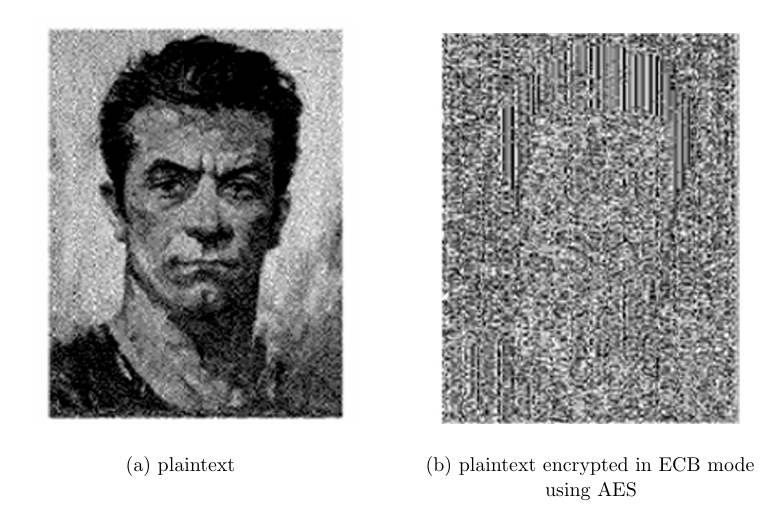 (a) plaintext
(b) plaintext encrypted in ECB mode
using AES